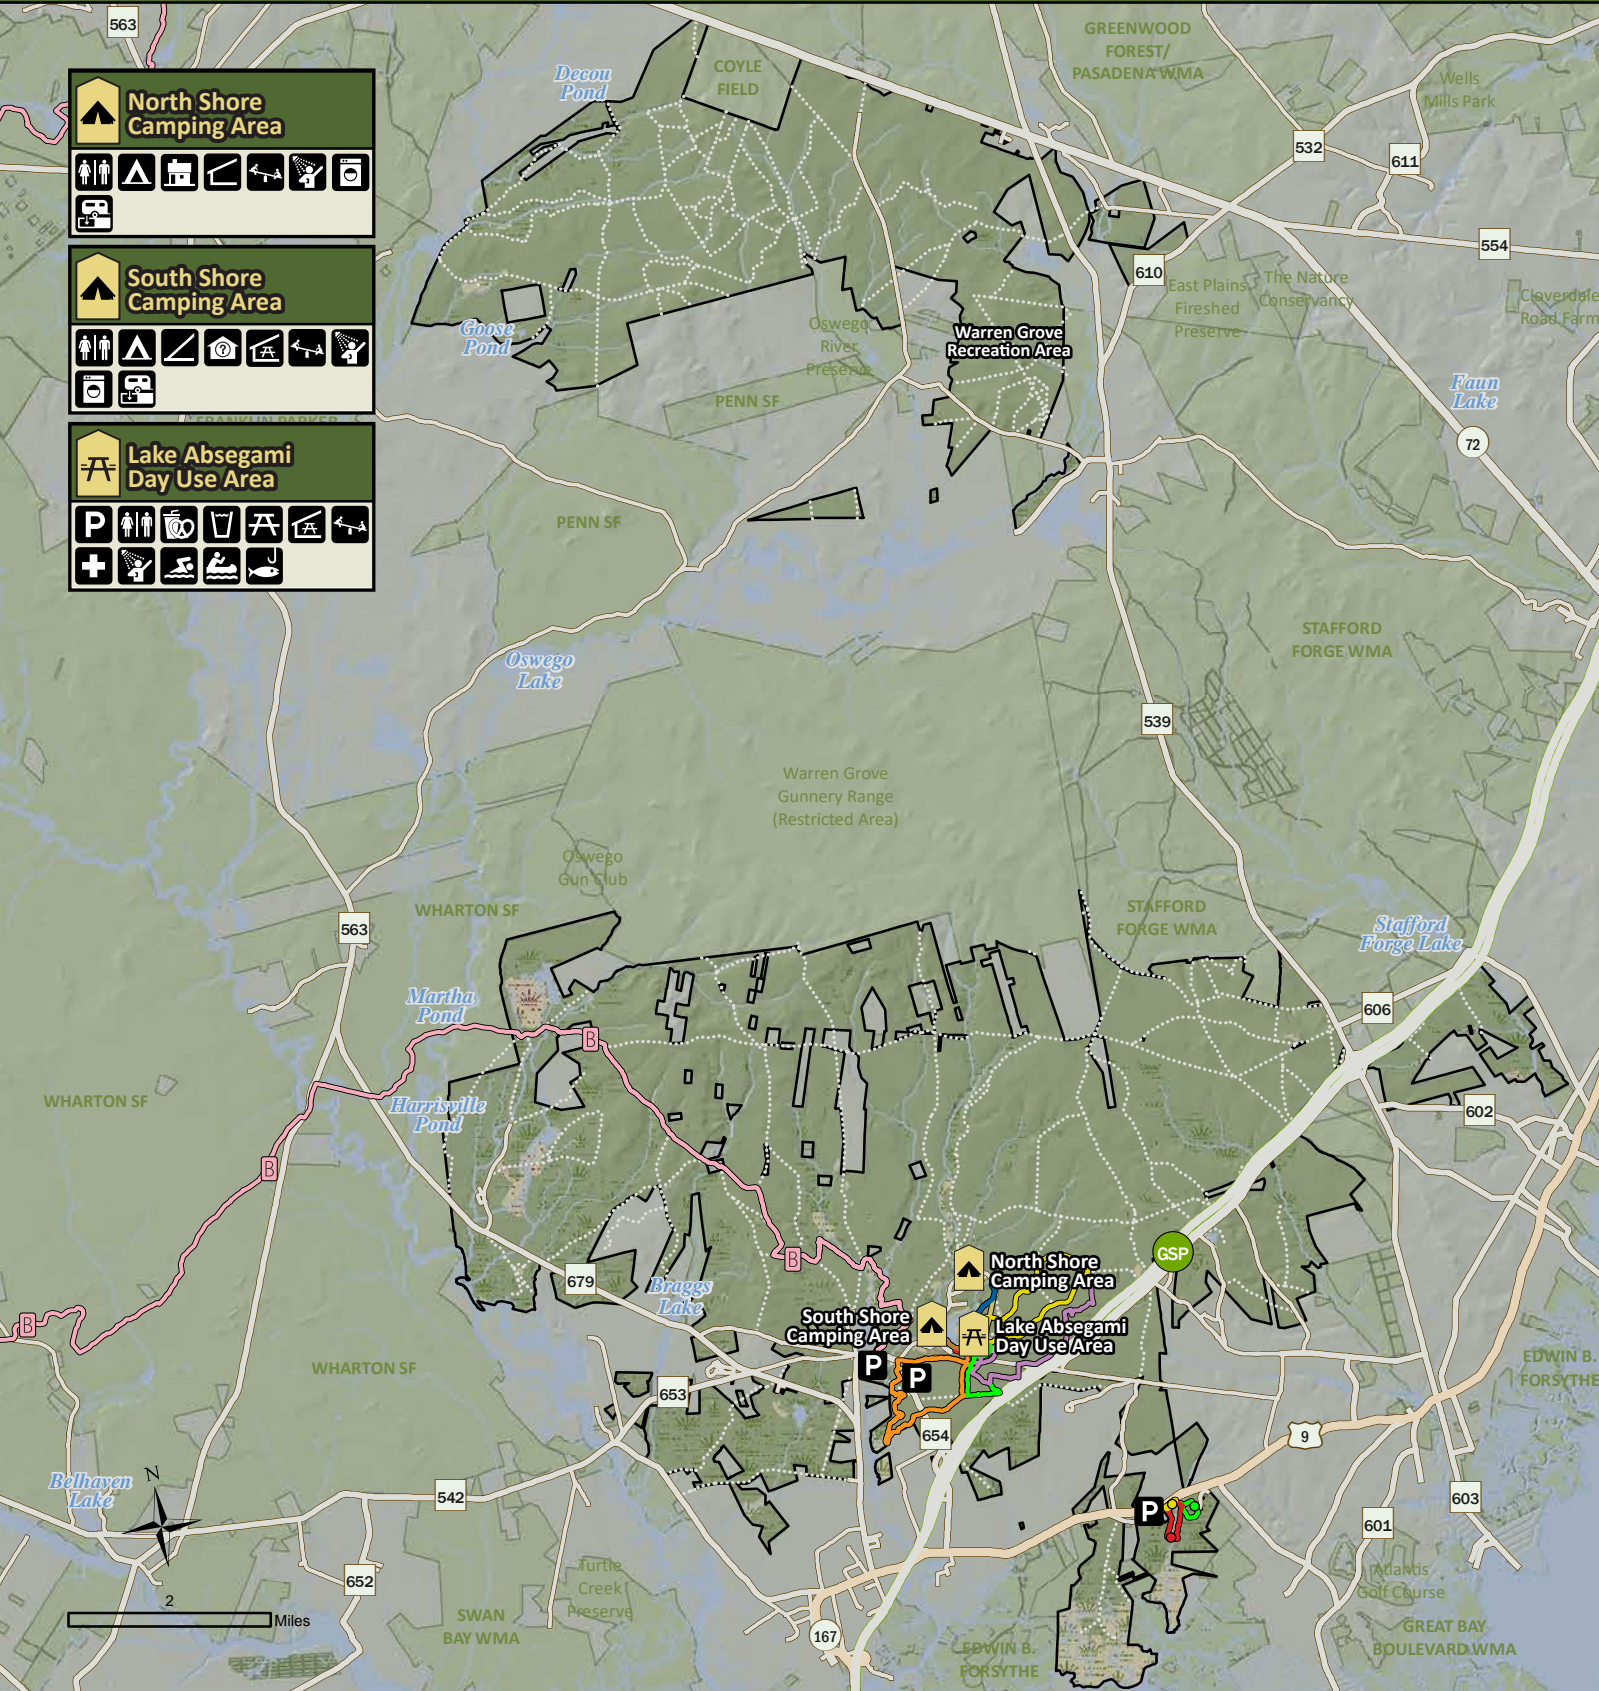 563
North Shore
Camping Area
South Shore
Camping Area
?
FRANKLIN PARKER
Lake Absegami
Day Use Area
P
Decou
Pond
COYLE
FIELD
GREENWOOD
FOREST/
PASADENA WMA
Wells
Mills Park
532
611
554
610
East Plains
Fireshed
Preserve
The Nature
Conservancy
Cloverdale
Road Farm
Goose
Pond
Oswego
River
Preserve
Warren Grove
Recreation Area
PENN SF
Faun
Lake
72
PENN SF
Oswego
Lake
STAFFORD
FORGE WMA
539
Warren Grove
Gunnery Range
(Restricted Area)
Oswego
Gun Club
WHARTON SF
563
STAFFORD
FORGE WMA
Stafford
Forge Lake
Martha
Pond
606
B
WHARTON SF
Harrisville
Pond
602
B
GSP
B
North Shore
Camping Area
679
Braggs
Lake
South Shore
Camping Area
Lake Absegami
Day Use Area
B
WHARTON SF
P
P
EDWIN B.
FORSYTHE
653
654
9
Belhaven
Lake
N
542
P
603
601
652
Turtle
Creek
Preserve
Atlantis
Golf Course
2
Miles
SWAN
BAY WMA
167
EDWIN B.
FORSYTHE
GREAT BAY
BOULEVARD WMA